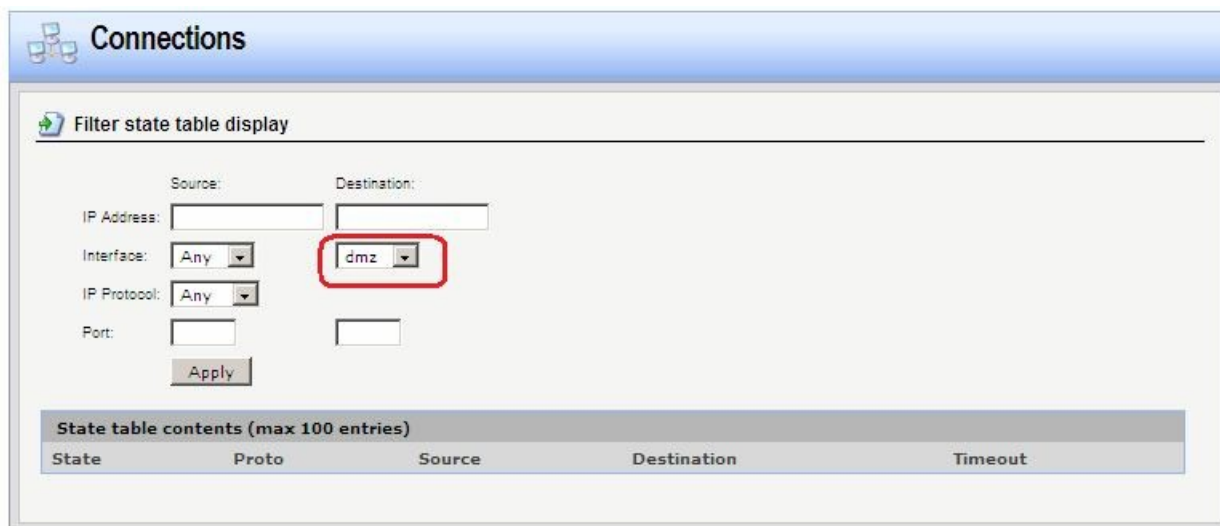 Connections
Filter state table display
Source: Destination:
IP Address:
Interface: Any dmz
IP Protocol: Any
Port:
Apply
State table contents (max 100 entries)
State Proto Source Destination Timeout